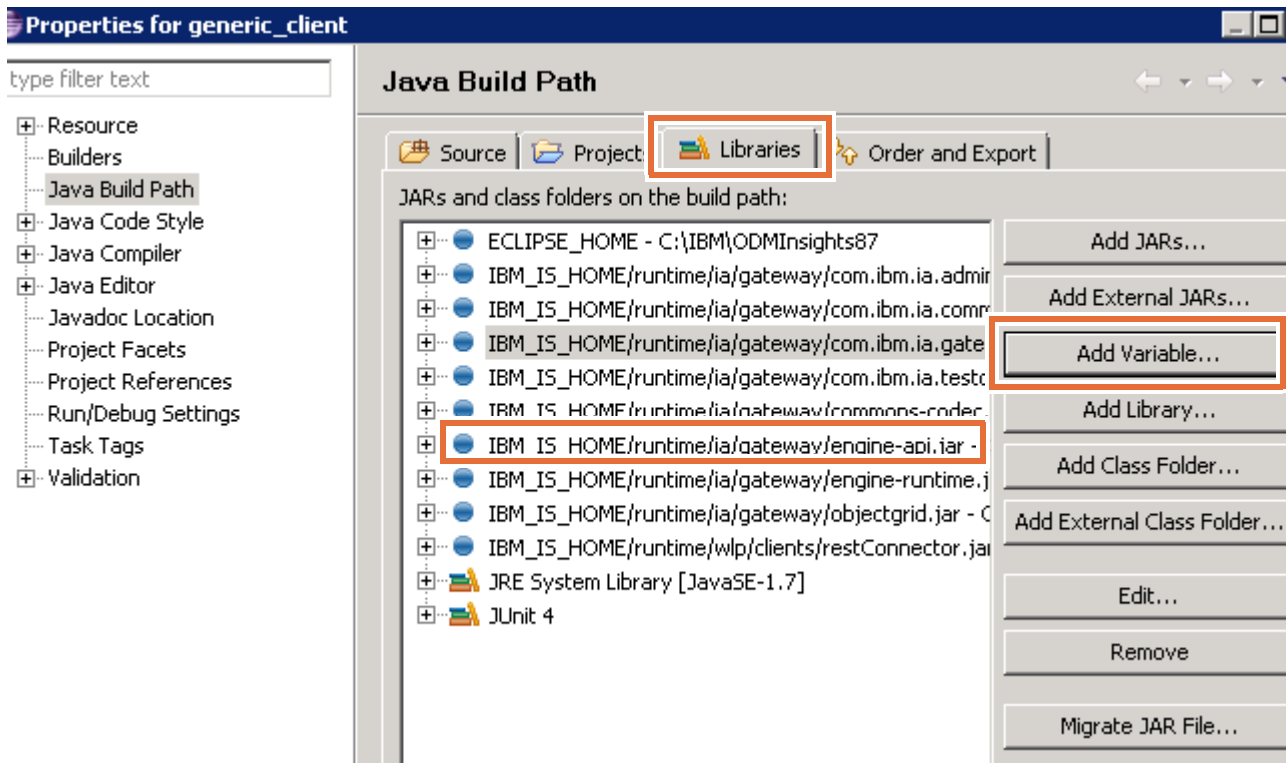 Properties for generic_client
type filter text
Resource
Builders
Java Build Path
Java Code Style
Java Compiler
Java Editor
Javadoc Location
Project Facets
Project References
Run/Debug Settings
Task Tags
Validation
Java Build Path
Source Project Libraries Order and Export
JARs and class folders on the build path:
ECLIPSE_HOME - C:\IBM\ODMInsights87
IBM_IS_HOME/runtime/ia/gateway/com.ibm.ia.admin
IBM_IS_HOME/runtime/ia/gateway/com.ibm.ia.comm
IBM_IS_HOME/runtime/ia/gateway/com.ibm.ia.gate
IBM_IS_HOME/runtime/ia/gateway/com.ibm.ia.testd
IBM_IS_HOME/runtime/ia/gateway/commons-codec.
IBM_IS_HOME/runtime/ia/gateway/engine-api.jar -
IBM_IS_HOME/runtime/ia/gateway/engine-runtime.j
IBM_IS_HOME/runtime/ia/gateway/objectgrid.jar - C
IBM_IS_HOME/runtime/wlp/clients/restConnector.jar
JRE System Library [JavaSE-1.7]
JUnit 4
Add JARs...
Add External JARs...
Add Variable...
Add Library...
Add Class Folder...
Add External Class Folder...
Edit...
Remove
Migrate JAR File...